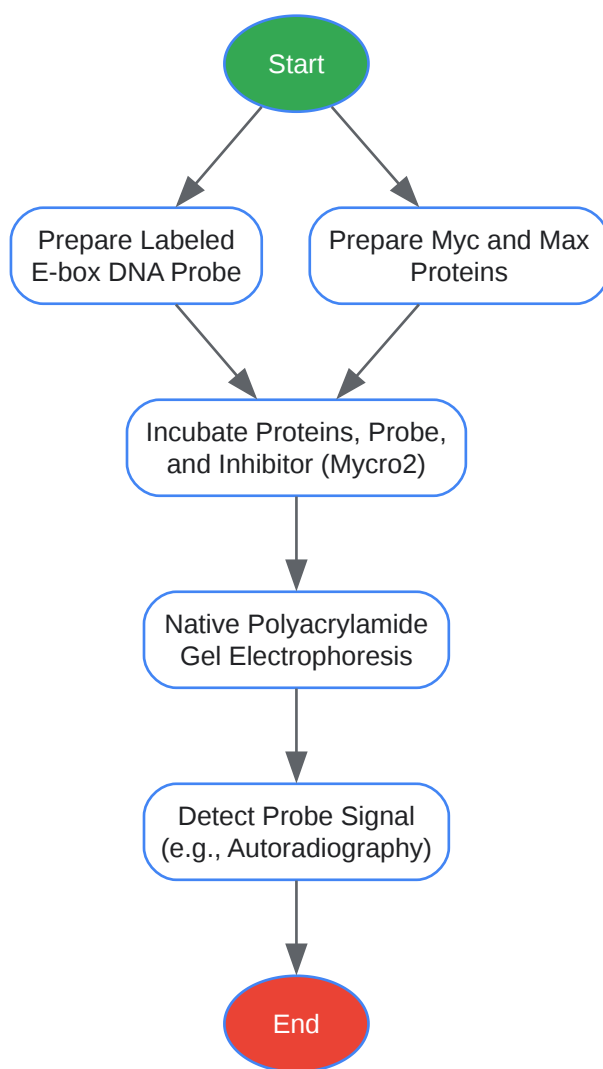 Start
Prepare Labeled
E-box DNA Probe
Prepare Myc and Max
Proteins
Incubate Proteins, Probe,
and Inhibitor (Mycro2)
Native Polyacrylamide
Gel Electrophoresis
Detect Probe Signal
(e.g., Autoradiography)
End